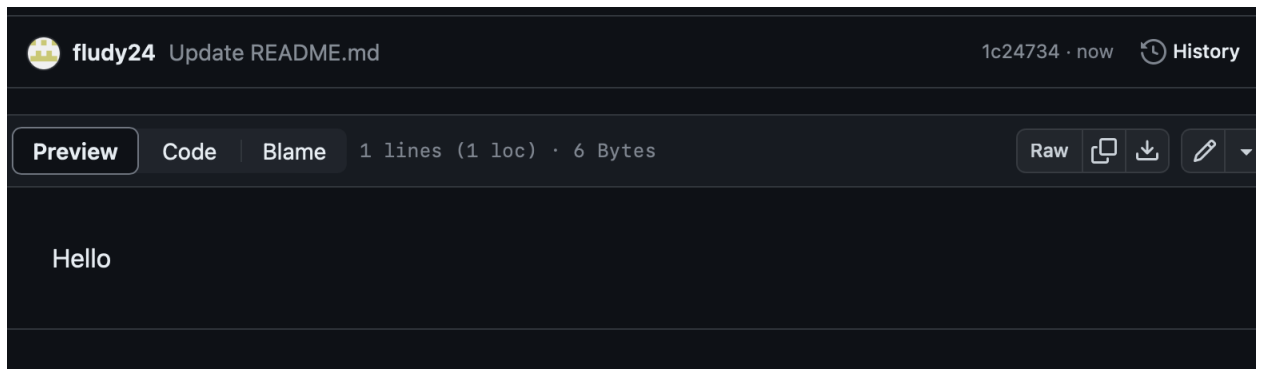 fludy24 Update README.md 1c24734 · now History
Preview Code Blame 1 lines (1 loc) · 6 Bytes Raw
Hello